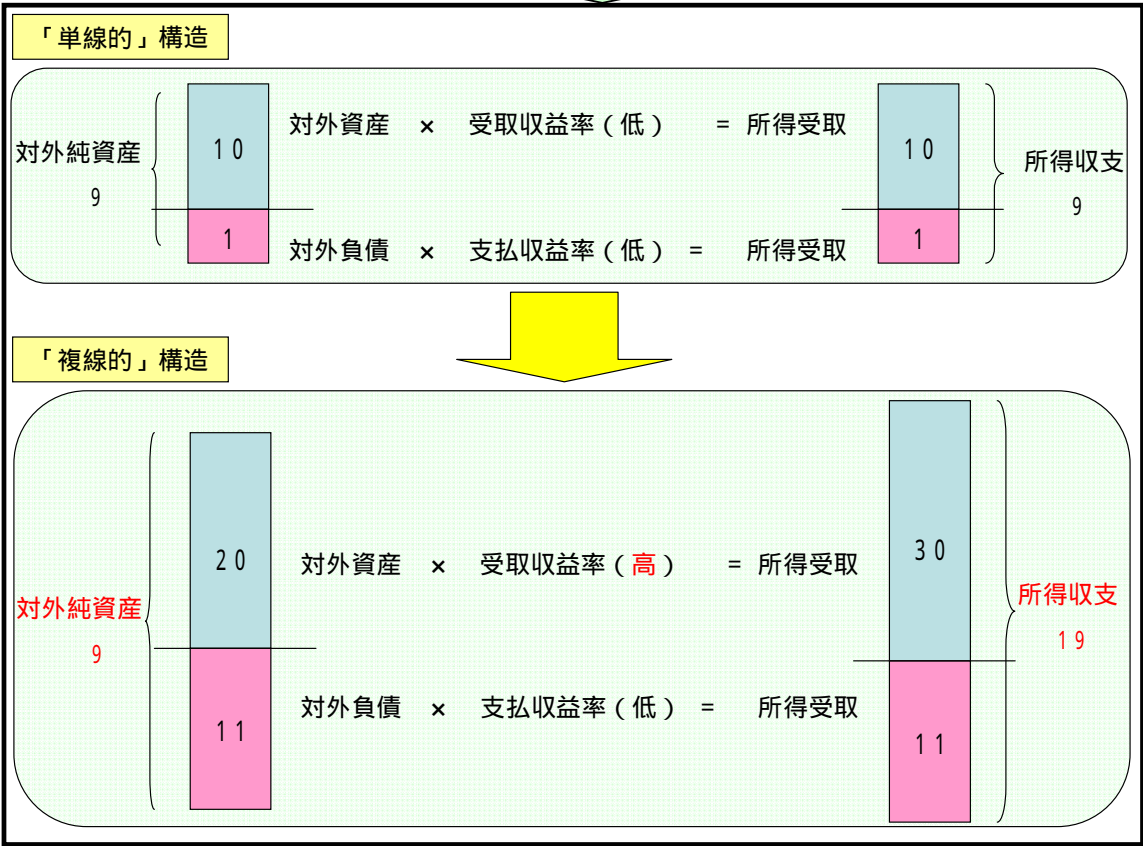 「単線的」構造
対外資産 × 受取収益率(低) = 所得受取
対外純資産
9
10
10
所得収支
9
1
対外負債 × 支払収益率(低) = 所得受取
1
「複線的」構造
20
対外資産 × 受取収益率(高) = 所得受取
30
対外純資産
9
所得収支
19
11
対外負債 × 支払収益率(低) = 所得受取
11